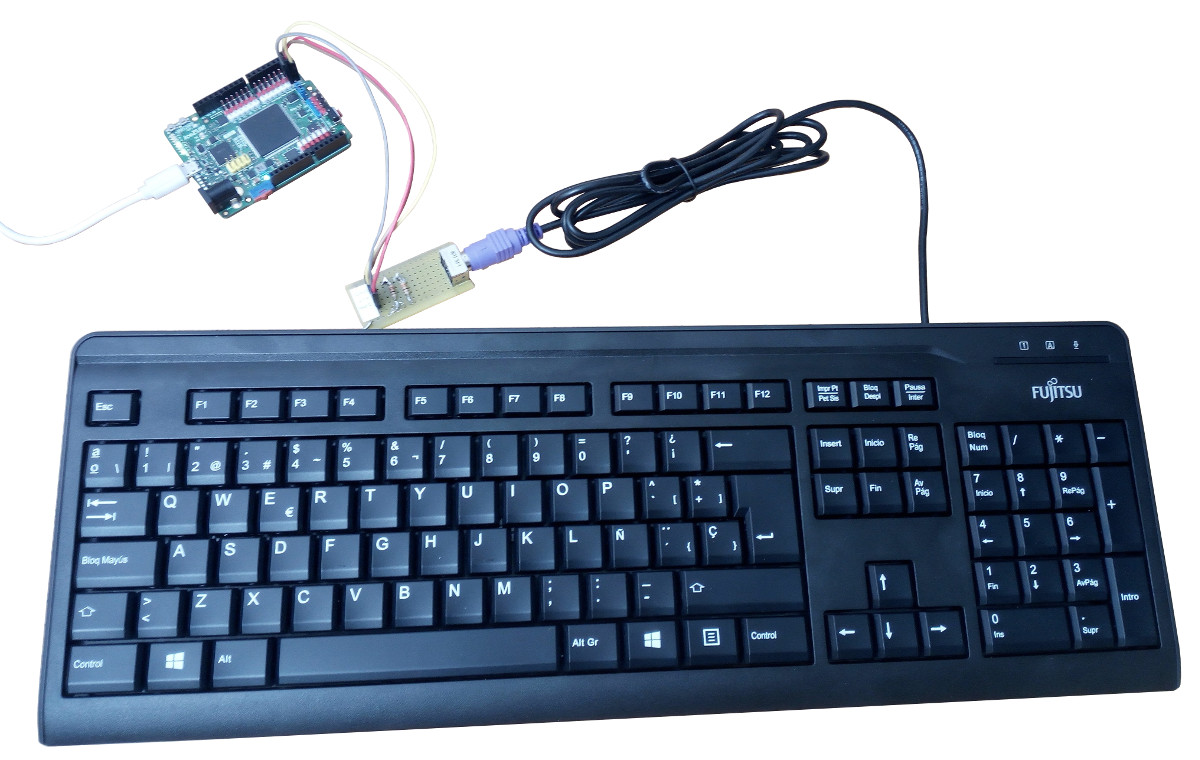 FUJITSU
Esc F1 F2 F3 F4 F5 F6 F7 F8 F9 F10 F11 F12 Impr Pt Pet Sis Bloq Despl Pausa Inter
ª º \ ! 1 | " 2 @ · 3 # $ 4 ~ % 5 & 6 ¬ / 7 ( 8 ) 9 = 0 ? ' ¿ ¡ ← Insert Inicio Re Pág Bloq Num / * −
Q W E € R T Y U I O P ^ ` [ * + ] Supr Fin Av Pág 7 Inicio 8 ↑ 9 RePág +
Bloq Mayús A S D F G H J K L Ñ ¨ ´ { Ç } 4 ← 5 6 →
> < Z X C V B N M ; , : . _ - ↑ 1 Fin 2 ↓ 3 AvPág Intro
Control Alt Alt Gr Control ← ↓ → 0 Ins . Supr